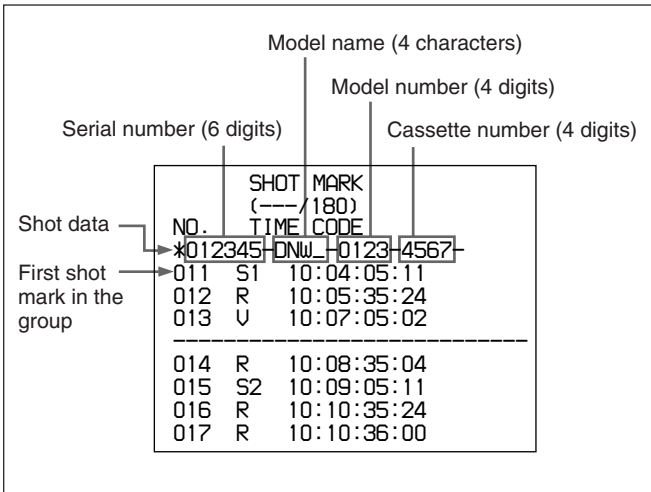 Model name (4 characters)
Model number (4 digits)
Serial number (6 digits)
Cassette number (4 digits)
SHOT MARK
(---/180)
NO. TIME CODE
Shot data
*012345-DNW_-0123-4567-
First shot
mark in the
group
011 S1 10:04:05:11
012 R 10:05:35:24
013 V 10:07:05:02
----------------------------
014 R 10:08:35:04
015 S2 10:09:05:11
016 R 10:10:35:24
017 R 10:10:36:00